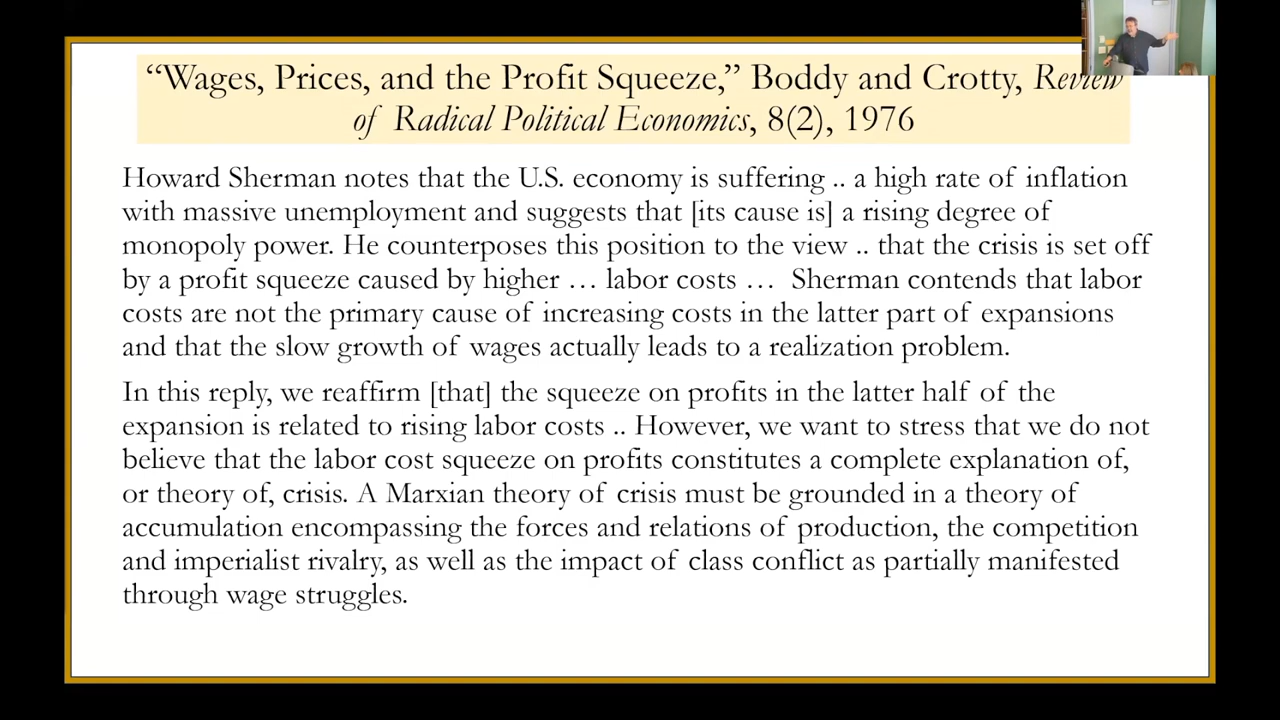 “Wages, Prices, and the Profit Squeeze,” Boddy and Crotty, Review
of Radical Political Economics, 8(2), 1976
Howard Sherman notes that the U.S. economy is suffering .. a high rate of inflation
with massive unemployment and suggests that [its cause is] a rising degree of
monopoly power. He counterposes this position to the view .. that the crisis is set off
by a profit squeeze caused by higher … labor costs … Sherman contends that labor
costs are not the primary cause of increasing costs in the latter part of expansions
and that the slow growth of wages actually leads to a realization problem.
In this reply, we reaffirm [that] the squeeze on profits in the latter half of the
expansion is related to rising labor costs .. However, we want to stress that we do not
believe that the labor cost squeeze on profits constitutes a complete explanation of,
or theory of, crisis. A Marxian theory of crisis must be grounded in a theory of
accumulation encompassing the forces and relations of production, the competition
and imperialist rivalry, as well as the impact of class conflict as partially manifested
through wage struggles.